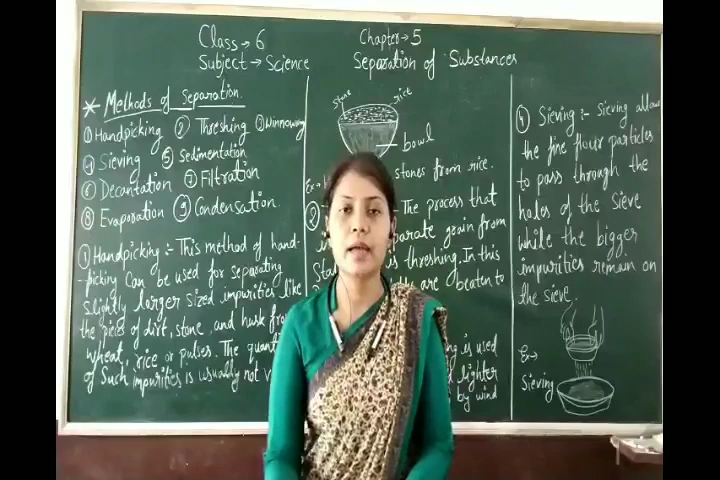 Class → 6
Subject → Science
Chapter → 5
Separation of Substances
* Methods of Separation.
① Handpicking ② Threshing ③ Winnowing
④ Sieving ⑤ Sedimentation
⑥ Decantation ⑦ Filtration
⑧ Evaporation ⑨ Condensation.
① Handpicking :- This method of hand-
-picking can be used for separating
slightly larger sized impurities like
the pieces of dirt, stone, and husk from
wheat, rice or pulses. The
of such impurities is usually not
stone rice
bowl
Ex→
stones from rice.
② The process that
grain from
is threshing. In this
are beaten to
is used
lighter
by wind
④ Sieving :- Sieving allow
the fine flour particles
to pass through the
holes of the sieve
while the bigger
impurities remain on
the sieve.
Ex→
Sieving